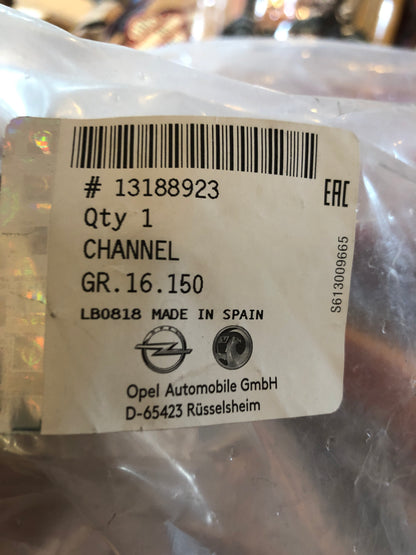 # 13188923
EAC
Qty 1
CHANNEL
GR.16.150
LB0818 MADE IN SPAIN
S613009665
Opel Automobile GmbH
D-65423 Rüsselsheim